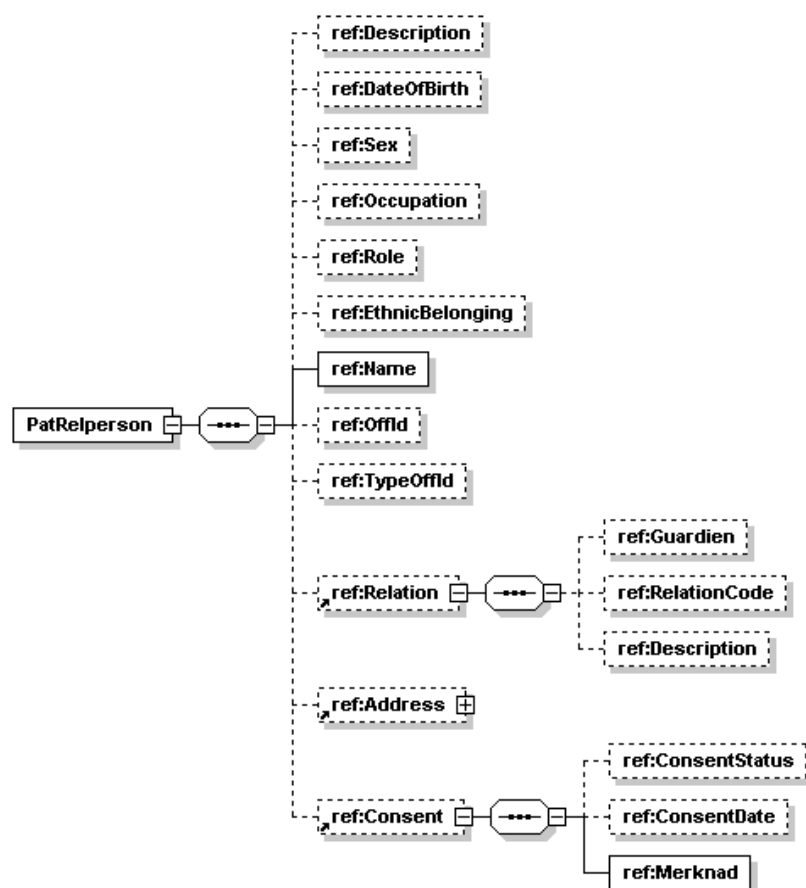 ref:Description
ref:DateOfBirth
ref:Sex
ref:Occupation
ref:Role
ref:EthnicBelonging
ref:Name
PatRelperson
ref:OffId
ref:TypeOffId
ref:Guardien
ref:Relation
ref:RelationCode
ref:Description
ref:Address
ref:ConsentStatus
ref:Consent
ref:ConsentDate
ref:Merknad